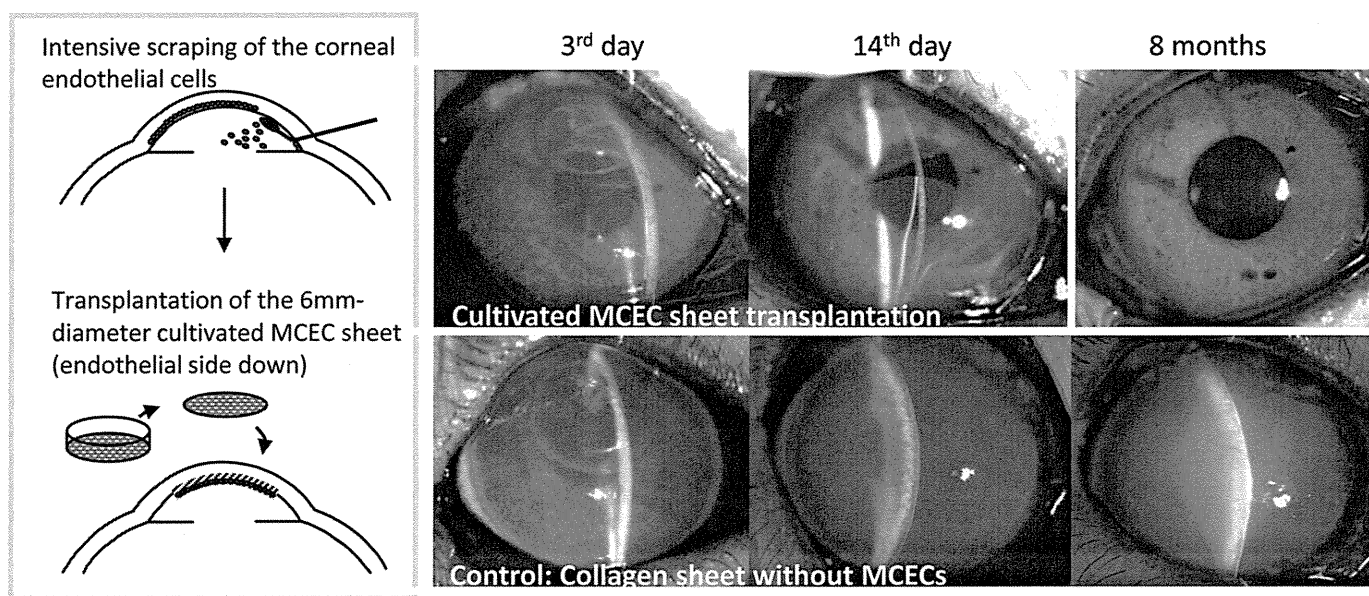 Intensive scraping of the corneal
endothelial cells
Transplantation of the 6mm-
diameter cultivated MCEC sheet
(endothelial side down)
3rd day
14th day
8 months
Cultivated MCEC sheet transplantation
Control: Collagen sheet without MCECs